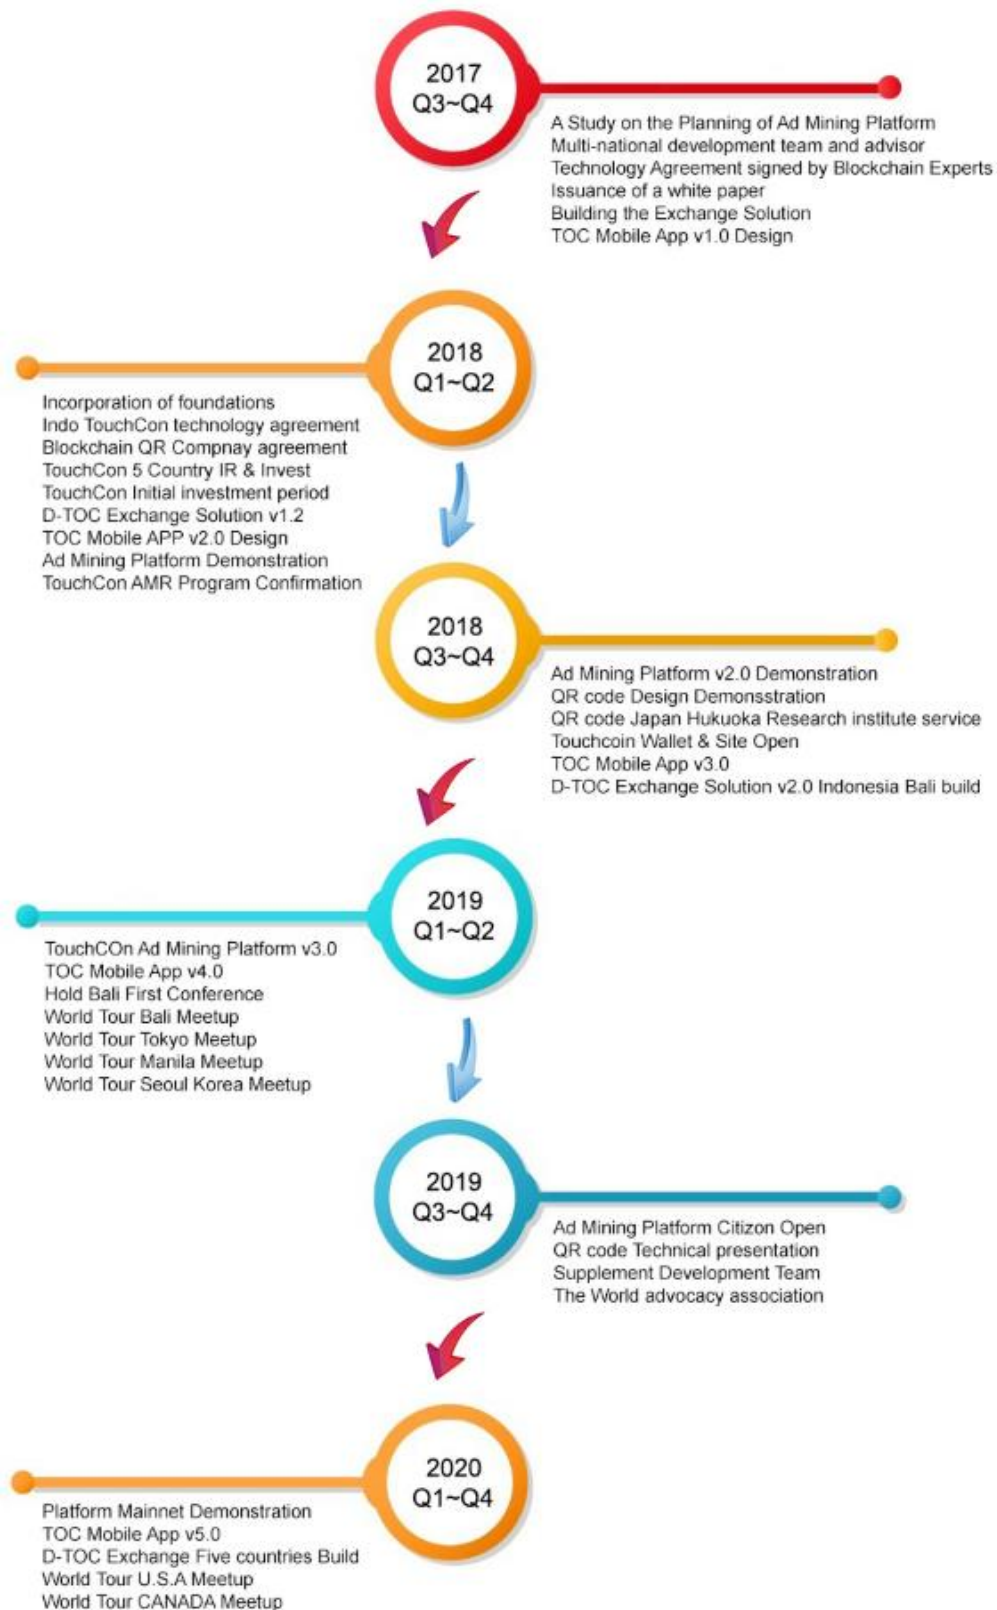 2017
Q3~Q4
A Study on the Planning of Ad Mining Platform
Multi-national development team and advisor
Technology Agreement signed by Blockchain Experts
Issuance of a white paper
Building the Exchange Solution
TOC Mobile App v1.0 Design
2018
Q1~Q2
Incorporation of foundations
Indo TouchCon technology agreement
Blockchain QR Compnay agreement
TouchCon 5 Country IR & Invest
TouchCon Initial investment period
D-TOC Exchange Solution v1.2
TOC Mobile APP v2.0 Design
Ad Mining Platform Demonstration
TouchCon AMR Program Confirmation
2018
Q3~Q4
Ad Mining Platform v2.0 Demonstration
QR code Design Demonsstration
QR code Japan Hukuoka Research institute service
Touchcoin Wallet & Site Open
TOC Mobile App v3.0
D-TOC Exchange Solution v2.0 Indonesia Bali build
2019
Q1~Q2
TouchCOn Ad Mining Platform v3.0
TOC Mobile App v4.0
Hold Bali First Conference
World Tour Bali Meetup
World Tour Tokyo Meetup
World Tour Manila Meetup
World Tour Seoul Korea Meetup
2019
Q3~Q4
Ad Mining Platform Citizon Open
QR code Technical presentation
Supplement Development Team
The World advocacy association
2020
Q1~Q4
Platform Mainnet Demonstration
TOC Mobile App v5.0
D-TOC Exchange Five countries Build
World Tour U.S.A Meetup
World Tour CANADA Meetup